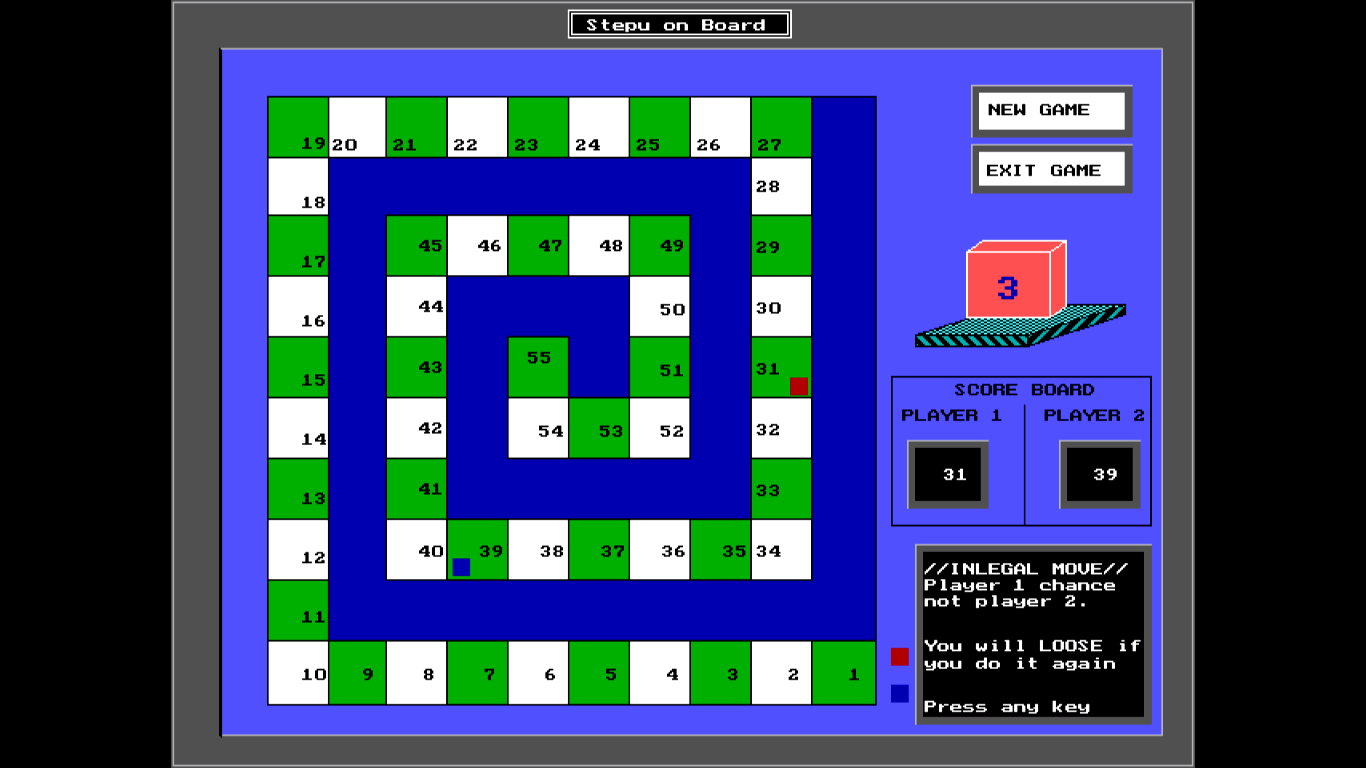 Stepu on Board
NEW GAME
EXIT GAME
19 20 21 22 23 24 25 26 27
18 28
17 45 46 47 48 49 29
16 44 50 30
3
15 43 55 51 31
14 42 54 53 52 32
13 41 33
12 40 39 38 37 36 35 34
11
10 9 8 7 6 5 4 3 2 1
SCORE BOARD
PLAYER 1 PLAYER 2
31 39
//INLEGAL MOVE//
Player 1 chance
not player 2.
You will LOOSE if
you do it again
Press any key